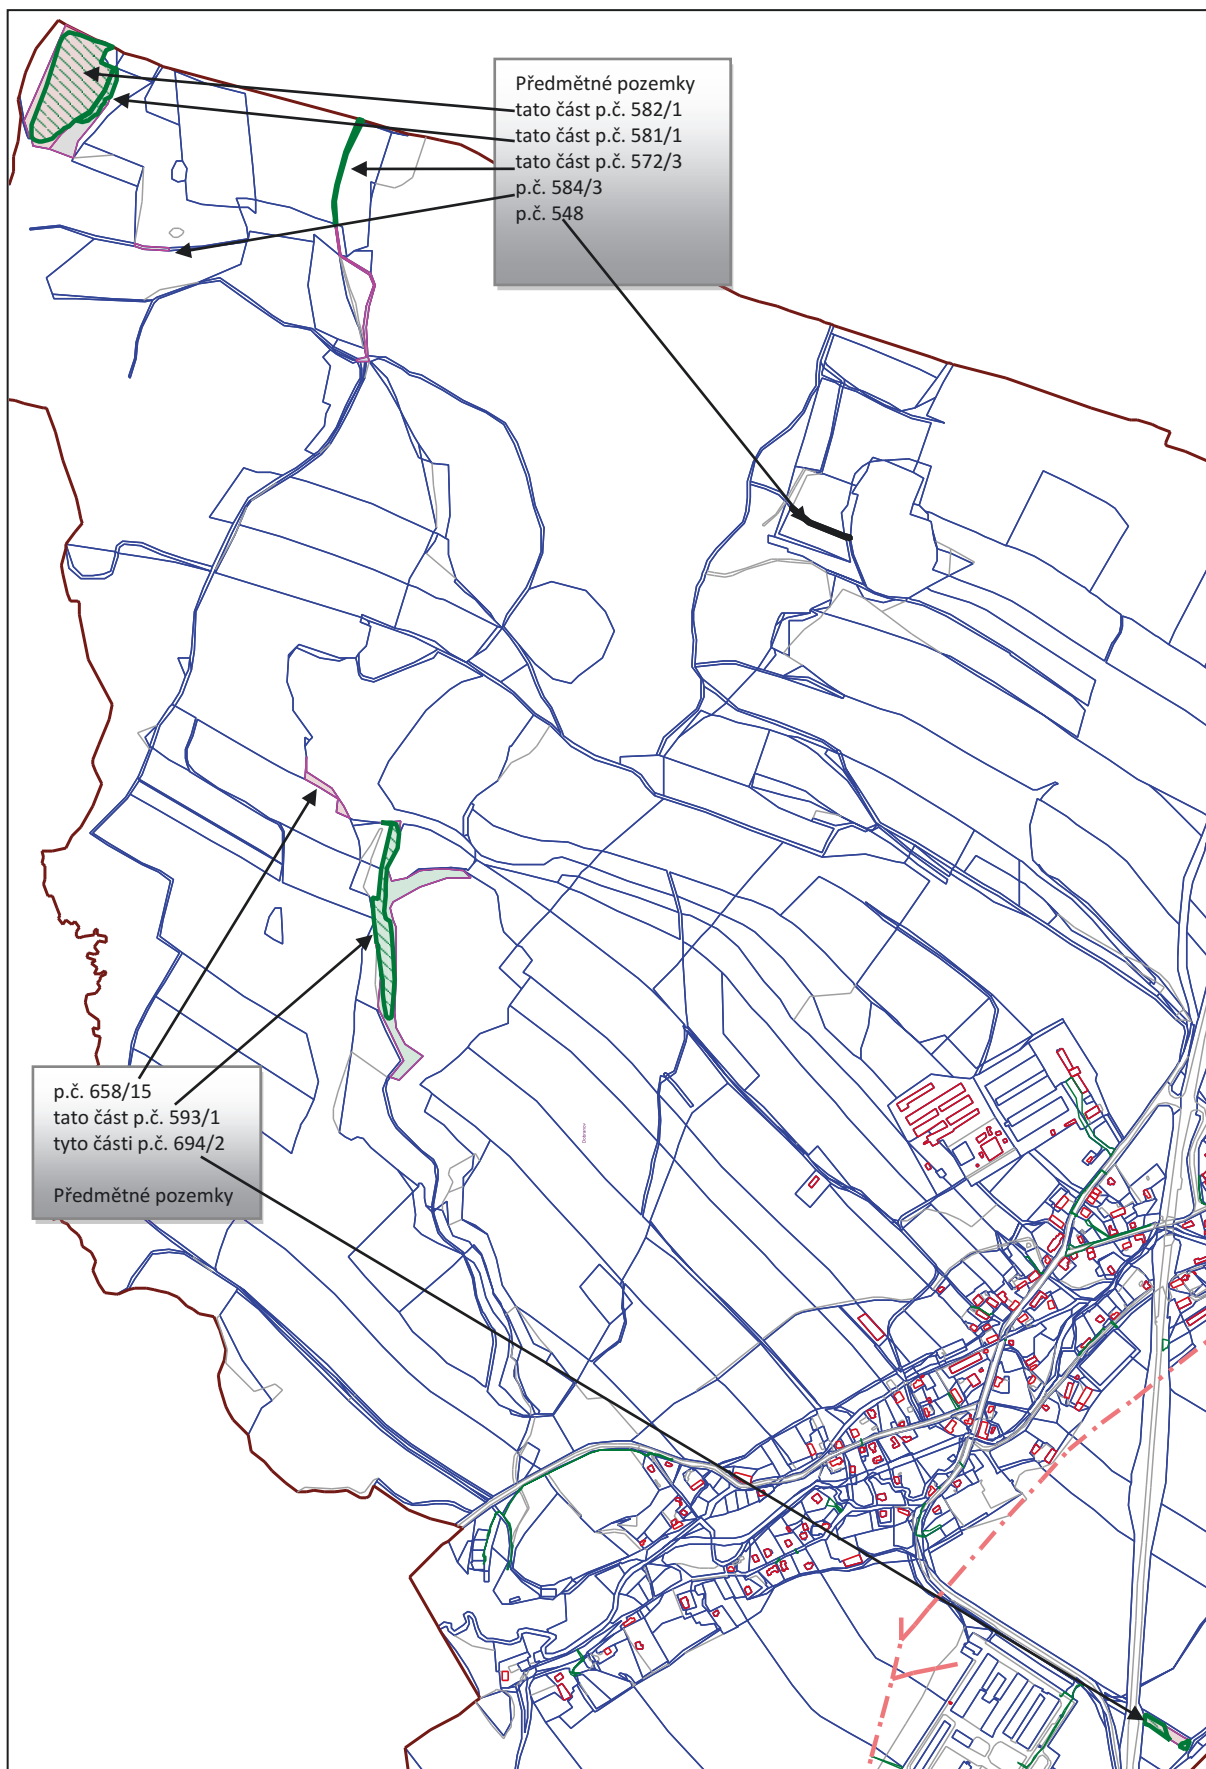 Předmětné pozemky
tato část p.č. 582/1
tato část p.č. 581/1
tato část p.č. 572/3
p.č. 584/3
p.č. 548
p.č. 658/15
tato část p.č. 593/1
tyto části p.č. 694/2
Předmětné pozemky